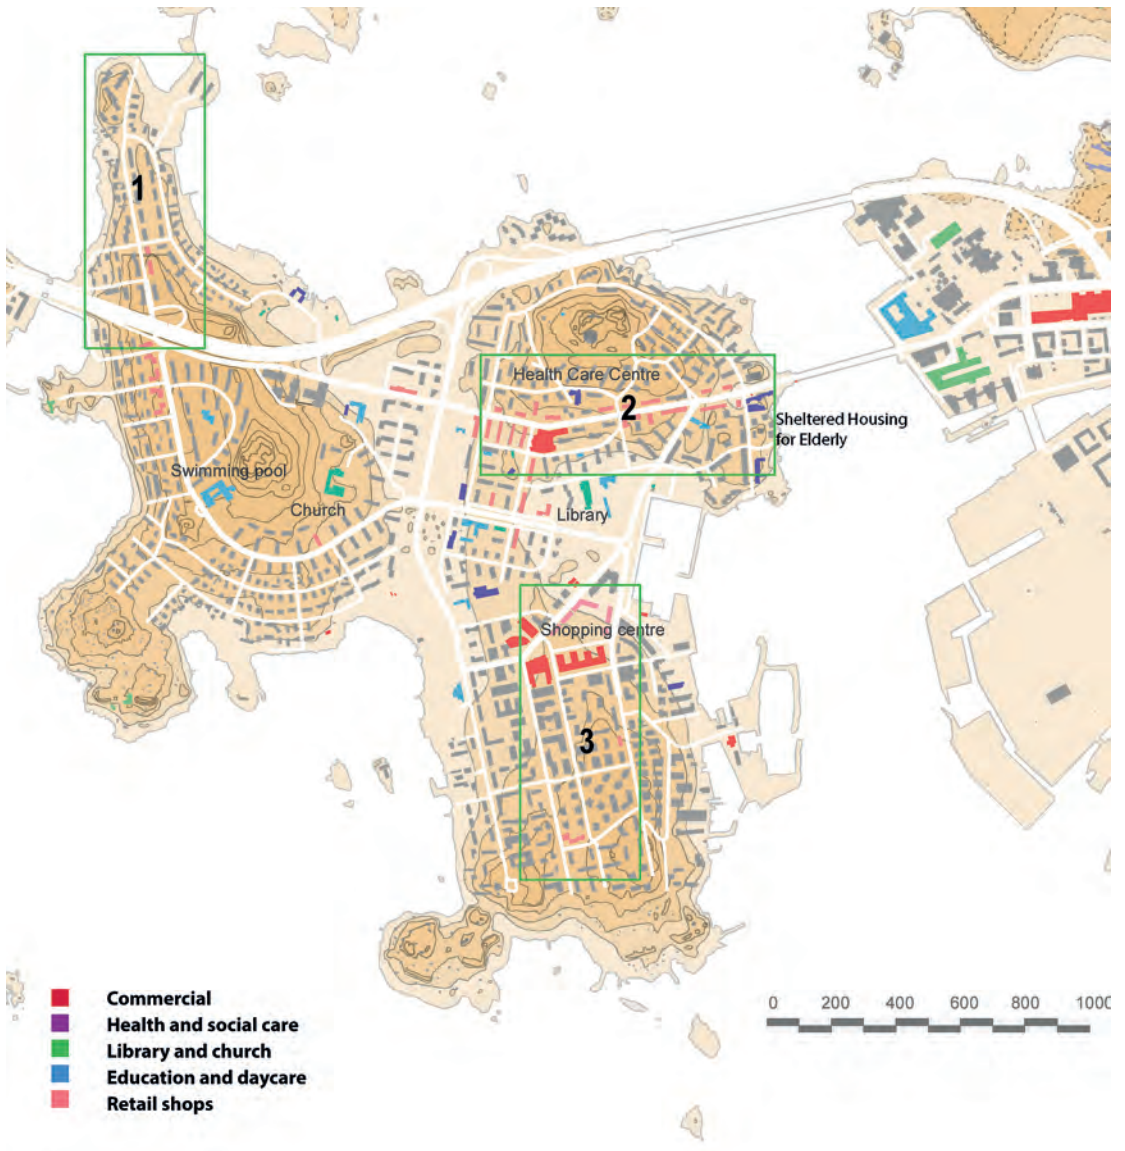 1
Health Care Centre
2
Sheltered Housing
for Elderly
Swimming pool
Church
Library
Shopping centre
3
Commercial
Health and social care
Library and church
Education and daycare
Retail shops
0 200 400 600 800 1000